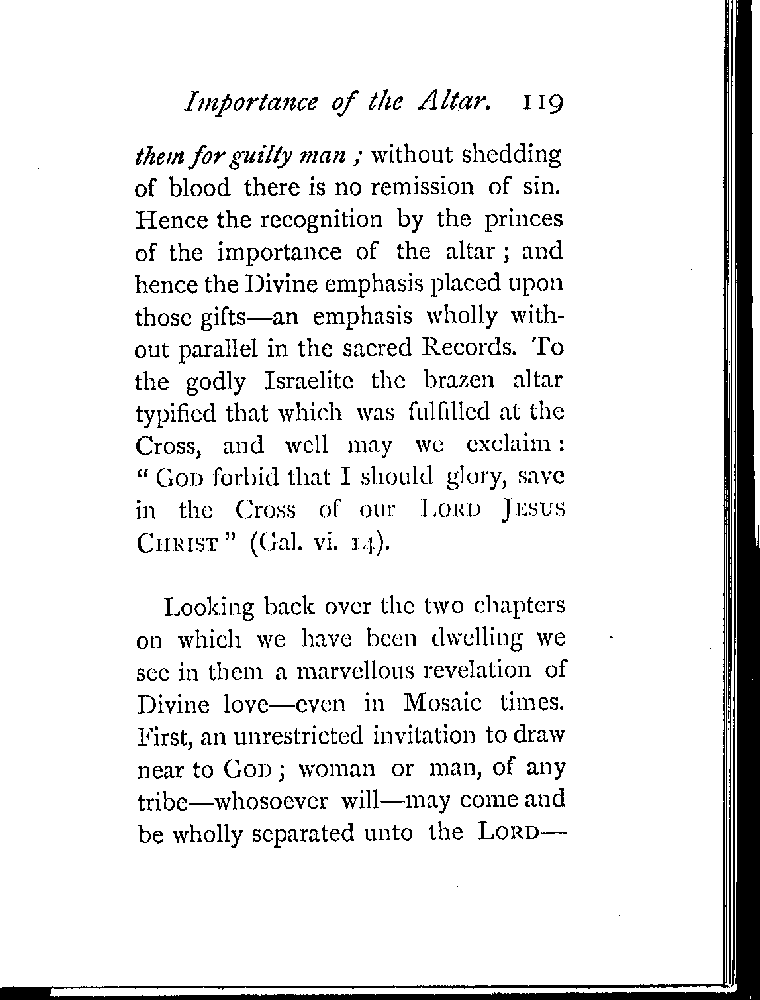 Importance of the Altar. 119
them for guilty man ; without shedding
of blood there is no remission of sin.
Hence the recognition by the princes
of the importance of the altar ; and
hence the Divine emphasis placed upon
those gifts—an emphasis wholly with-
out parallel in the sacred Records. To
the godly Israelite the brazen altar
typified that which was fulfilled at the
Cross, and well may we exclaim :
“ GOD forbid that I should glory, save
in the Cross of our LORD JESUS
CHRIST ” (Gal. vi. 14).
Looking back over the two chapters
on which we have been dwelling we
see in them a marvellous revelation of
Divine love—even in Mosaic times.
First, an unrestricted invitation to draw
near to GOD ; woman or man, of any
tribe—whosoever will—may come and
be wholly separated unto the LORD—